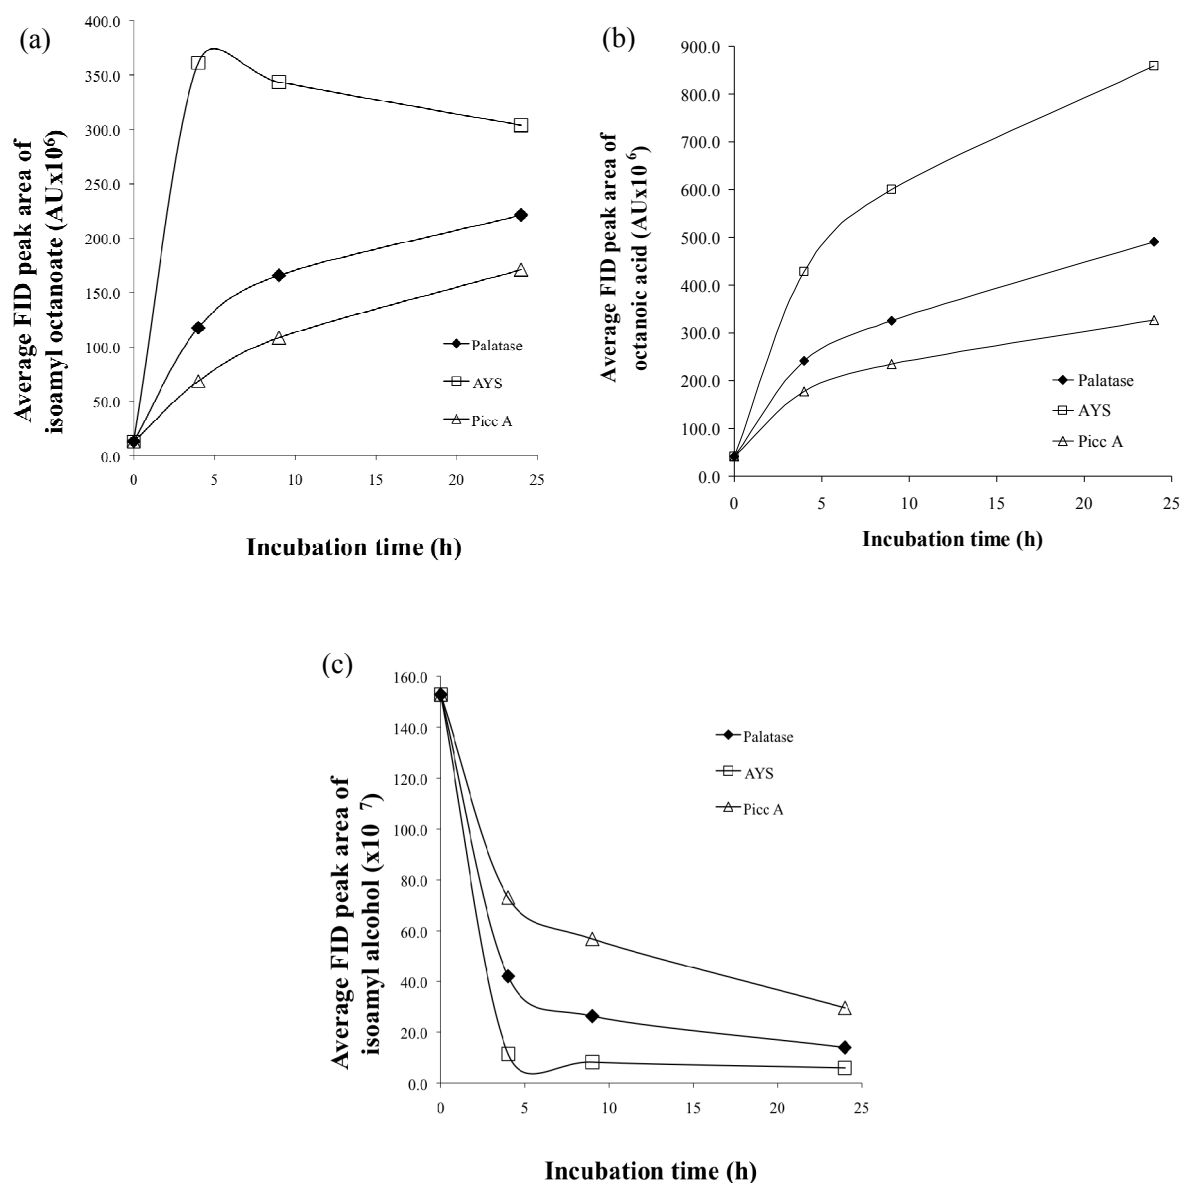 (a)
400.0
350.0
300.0
250.0
200.0
150.0
100.0
50.0
0.0
Average FID peak area of
isoamyl octanoate (AUx10⁶)
0 5 10 15 20 25
Incubation time (h)
Palatase
AYS
Picc A
(b)
900.0
800.0
700.0
600.0
500.0
400.0
300.0
200.0
100.0
0.0
Average FID peak area of
octanoic acid (AUx10⁶)
0 5 10 15 20 25
Incubation time (h)
Palatase
AYS
Picc A
(c)
160.0
140.0
120.0
100.0
80.0
60.0
40.0
20.0
0.0
Average FID peak area of
isoamyl alcohol (x10⁷)
0 5 10 15 20 25
Incubation time (h)
Palatase
AYS
Picc A